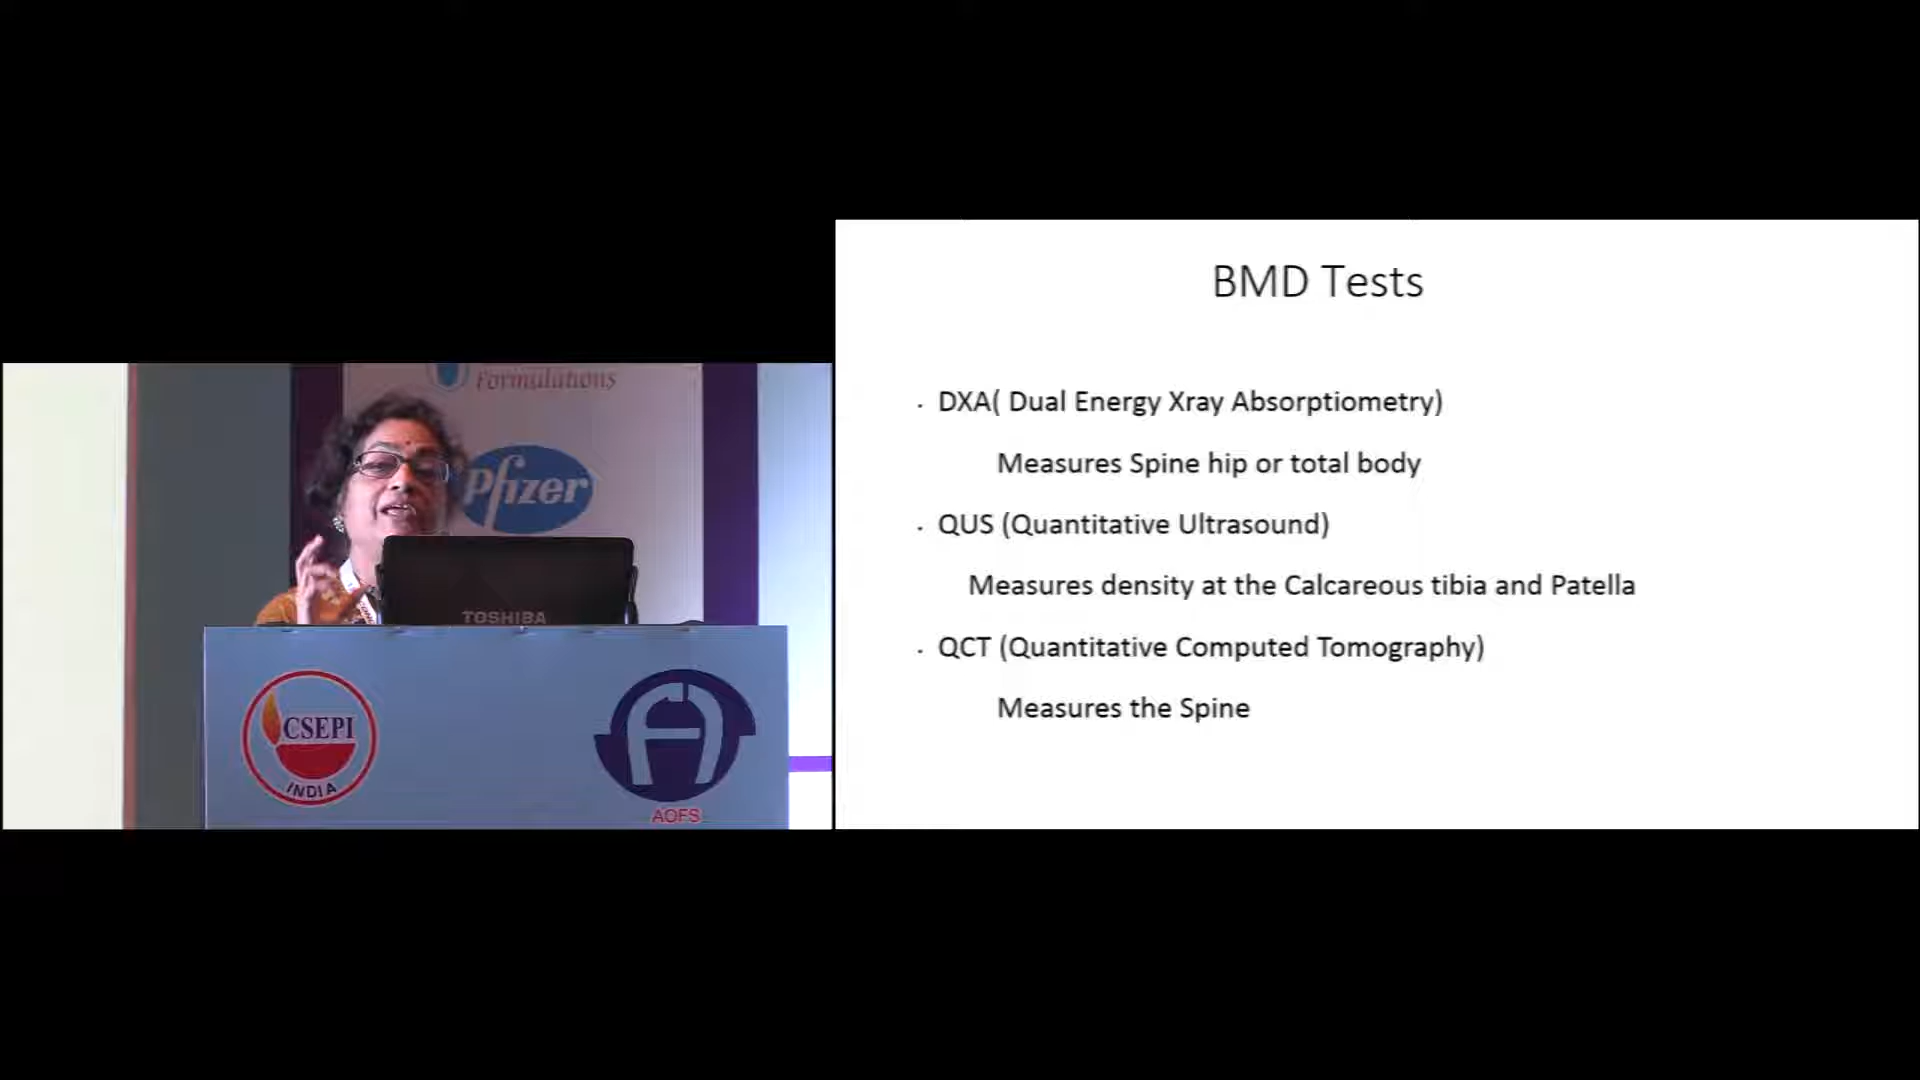 Formulations
Pfizer
TOSHIBA
CSEPI
INDIA
AOFS
BMD Tests
· DXA( Dual Energy Xray Absorptiometry)
Measures Spine hip or total body
· QUS (Quantitative Ultrasound)
Measures density at the Calcareous tibia and Patella
· QCT (Quantitative Computed Tomography)
Measures the Spine